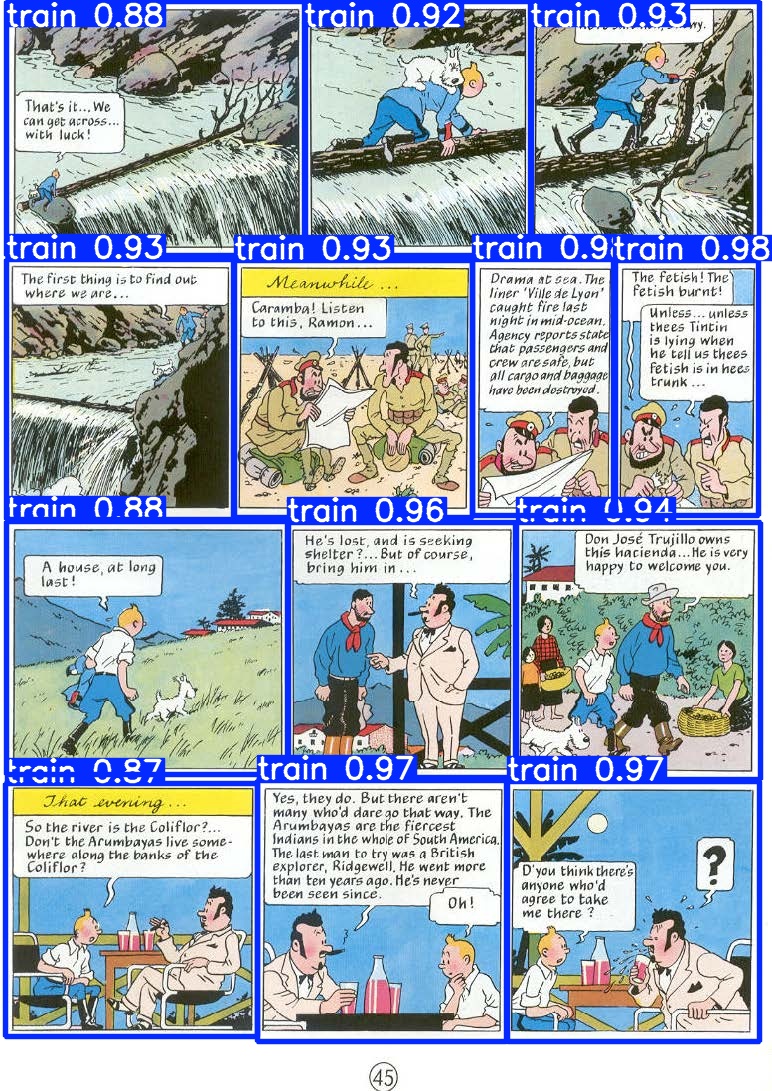 train 0.88
train 0.92
train 0.93
That's it... We
can get across...
with luck!
train 0.93
train 0.93
train 0.9
train 0.98
The first thing is to find out
where we are...
Meanwhile ...
Caramba! Listen
to this, Ramon...
Drama at sea. The
liner 'Ville de Lyon'
caught fire last
night in mid-ocean.
Agency reports state
that passengers and
crew are safe, but
all cargo and baggage
have been destroyed.
The fetish! The
fetish burnt!
Unless... unless
thees Tintin
is lying when
he tell us thees
fetish is in hees
trunk ...
train 0.88
train 0.96
train 0.94
A house, at long
last!
He's lost, and is seeking
shelter?... But of course,
bring him in ...
Don José Trujillo owns
this hacienda... He is very
happy to welcome you.
train 0.87
train 0.97
train 0.97
That evening ...
So the river is the Coliflor?...
Don't the Arumbayas live some-
where along the banks of the
Coliflor?
Yes, they do. But there aren't
many who'd dare go that way. The
Arumbayas are the fiercest
Indians in the whole of South America.
The last man to try was a British
explorer, Ridgewell. He went more
than ten years ago. He's never
been seen since.
Oh!
D'you think there's
anyone who'd
agree to take
me there ?
?
45